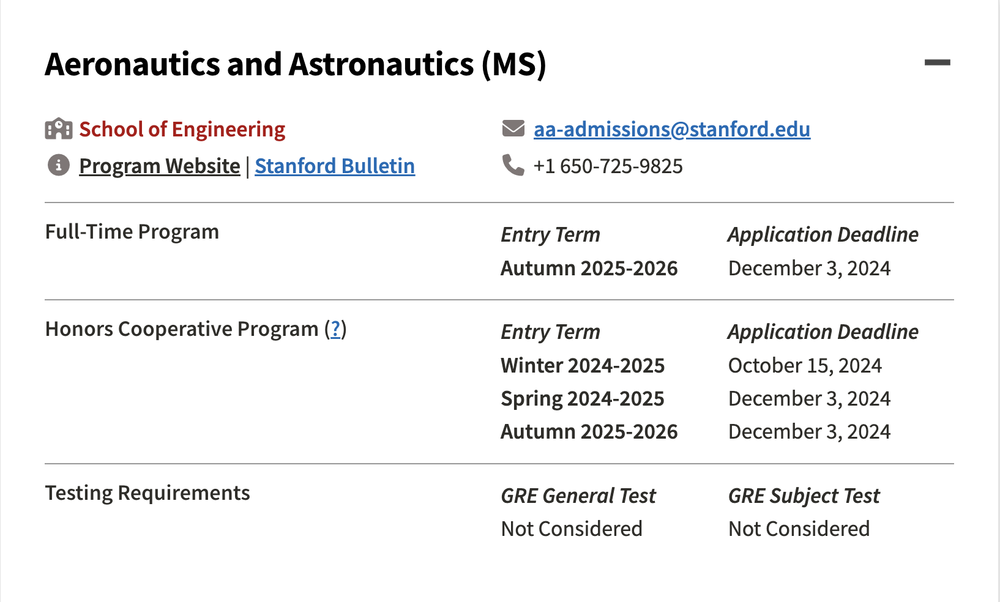 Aeronautics and Astronautics (MS)
School of Engineering
aa-admissions@stanford.edu
Program Website | Stanford Bulletin
+1 650-725-9825
Full-Time Program
Entry Term Application Deadline
Autumn 2025-2026 December 3, 2024
Honors Cooperative Program (?)
Entry Term Application Deadline
Winter 2024-2025 October 15, 2024
Spring 2024-2025 December 3, 2024
Autumn 2025-2026 December 3, 2024
Testing Requirements
GRE General Test GRE Subject Test
Not Considered Not Considered